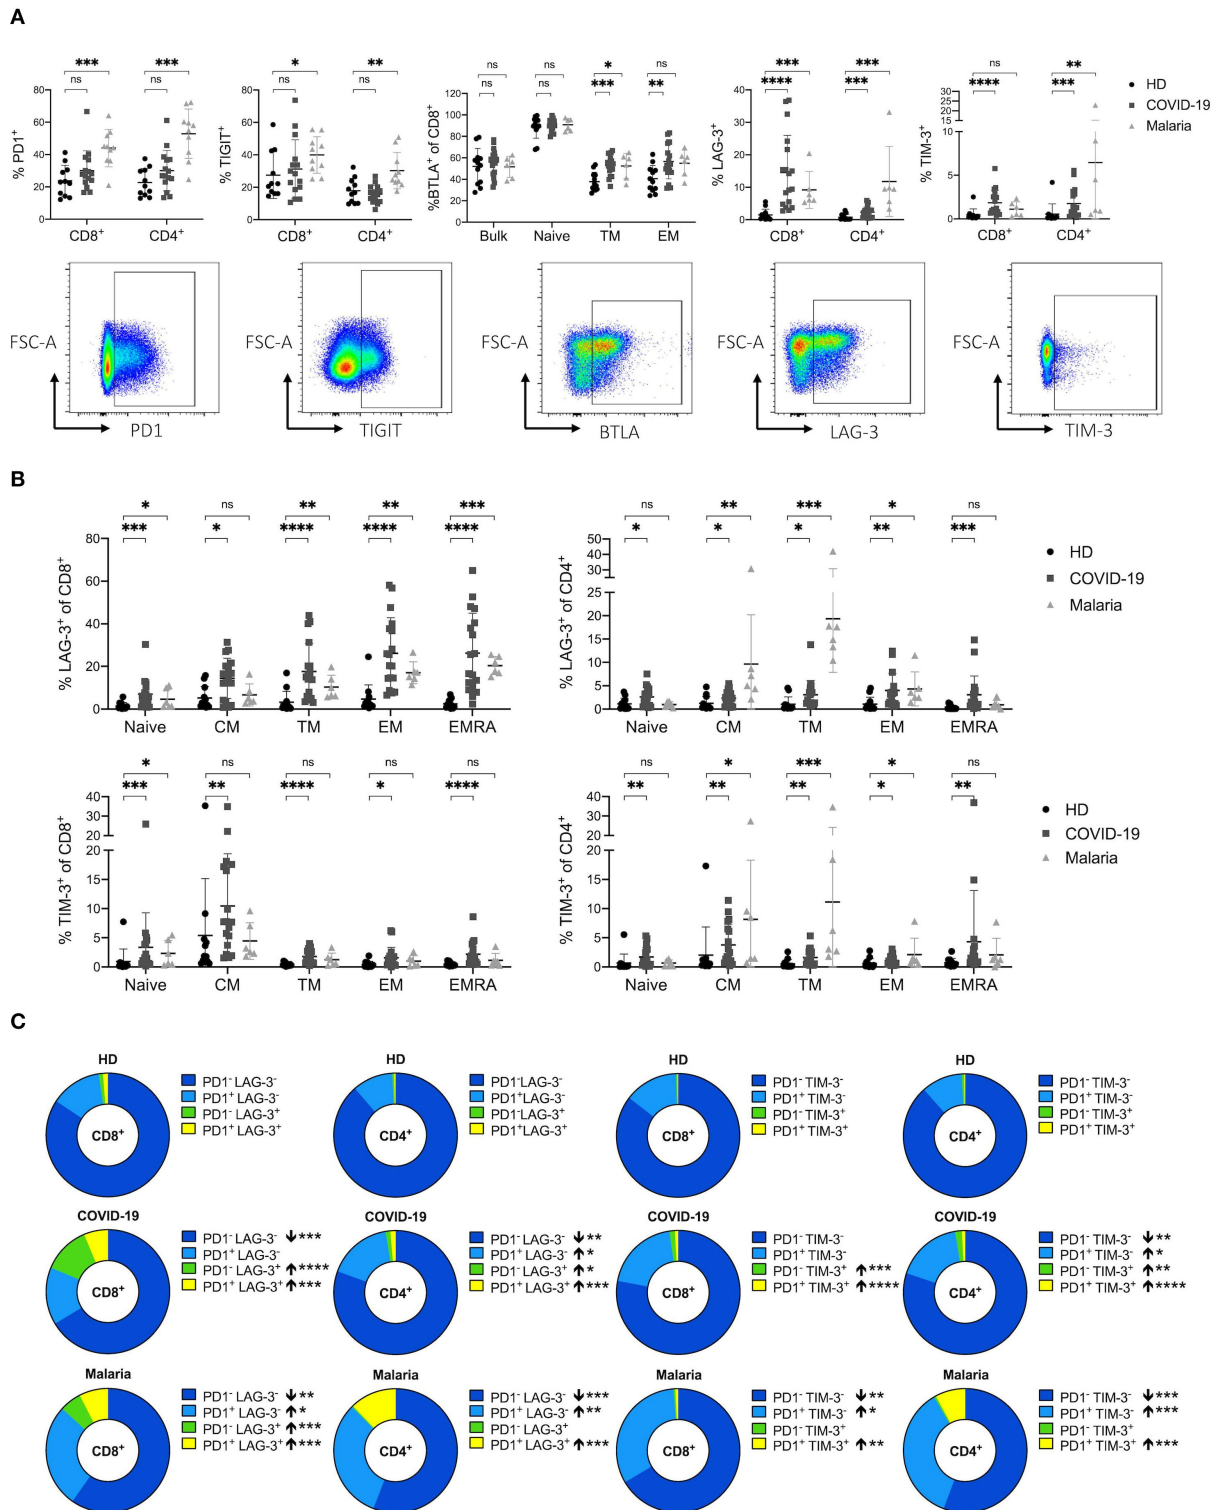 A
*** *** ns ns
% PD1+
80 60 40 20 0
CD8+ CD4+
* ** ns ns
% TIGIT+
80 60 40 20 0
CD8+ CD4+
ns ns * ns
ns ns *** **
%BTLA+ of CD8+
120 100 80 60 40 20 0
Bulk Naive TM EM
*** ***
**** ***
% LAG-3+
40 30 20 10 0
CD8+ CD4+
ns **
**** ***
% TIM-3+
30 25 20 15 10 5 0
CD8+ CD4+
HD
COVID-19
Malaria
FSC-A PD1
FSC-A TIGIT
FSC-A BTLA
FSC-A LAG-3
FSC-A TIM-3
B
* ns ** ** ***
*** * **** **** ****
% LAG-3+ of CD8+
80 60 40 20 0
Naive CM TM EM EMRA
ns ** *** * ns
* * * ** ***
% LAG-3+ of CD4+
50 40 30 25 20 15 10 5 0
Naive CM TM EM EMRA
HD
COVID-19
Malaria
* ns ns ns ns
*** ** **** * ****
% TIM-3+ of CD8+
40 30 20 20 15 10 5 0
Naive CM TM EM EMRA
ns * *** * ns
** ** ** * **
% TIM-3+ of CD4+
40 30 20 20 15 10 5 0
Naive CM TM EM EMRA
HD
COVID-19
Malaria
C
HD
CD8+
PD1- LAG-3-
PD1+ LAG-3-
PD1- LAG-3+
PD1+ LAG-3+
HD
CD4+
PD1-LAG-3-
PD1+LAG-3-
PD1-LAG-3+
PD1+LAG-3+
HD
CD8+
PD1- TIM-3-
PD1+ TIM-3-
PD1- TIM-3+
PD1+ TIM-3+
HD
CD4+
PD1- TIM-3-
PD1+ TIM-3-
PD1- TIM-3+
PD1+ TIM-3+
COVID-19
CD8+
PD1- LAG-3- ↓ ***
PD1+ LAG-3-
PD1- LAG-3+ ↑ ****
PD1+ LAG-3+ ↑ ***
COVID-19
CD4+
PD1- LAG-3- ↓ **
PD1+ LAG-3- ↑ *
PD1- LAG-3+ ↑ *
PD1+ LAG-3+ ↑ ***
COVID-19
CD8+
PD1- TIM-3-
PD1+ TIM-3-
PD1- TIM-3+ ↑ ***
PD1+ TIM-3+ ↑ ****
COVID-19
CD4+
PD1- TIM-3- ↓ **
PD1+ TIM-3- ↑ *
PD1- TIM-3+ ↑ **
PD1+ TIM-3+ ↑ ****
Malaria
CD8+
PD1- LAG-3- ↓ **
PD1+ LAG-3- ↑ *
PD1- LAG-3+ ↑ ***
PD1+ LAG-3+ ↑ ***
Malaria
CD4+
PD1- LAG-3- ↓ ***
PD1+ LAG-3- ↑ **
PD1- LAG-3+
PD1+ LAG-3+ ↑ ***
Malaria
CD8+
PD1- TIM-3- ↓ **
PD1+ TIM-3- ↑ *
PD1- TIM-3+
PD1+ TIM-3+ ↑ **
Malaria
CD4+
PD1- TIM-3- ↓ ***
PD1+ TIM-3- ↑ ***
PD1- TIM-3+
PD1+ TIM-3+ ↑ ***